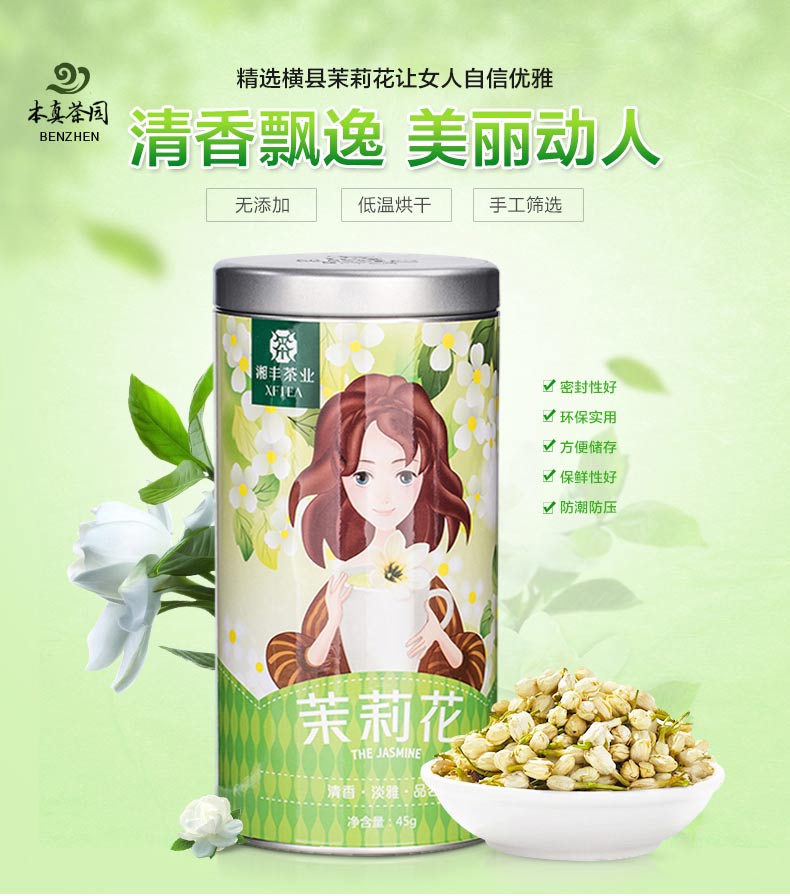 本真茶园
BENZHEN
精选横县茉莉花让女人自信优雅
清香飘逸 美丽动人
无添加
低温烘干
手工筛选
湘丰茶业
XFTEA
密封性好
环保实用
方便储存
保鲜性好
防潮防压
茉莉花
THE JASMINE
清香·淡雅·品
净含量：45g